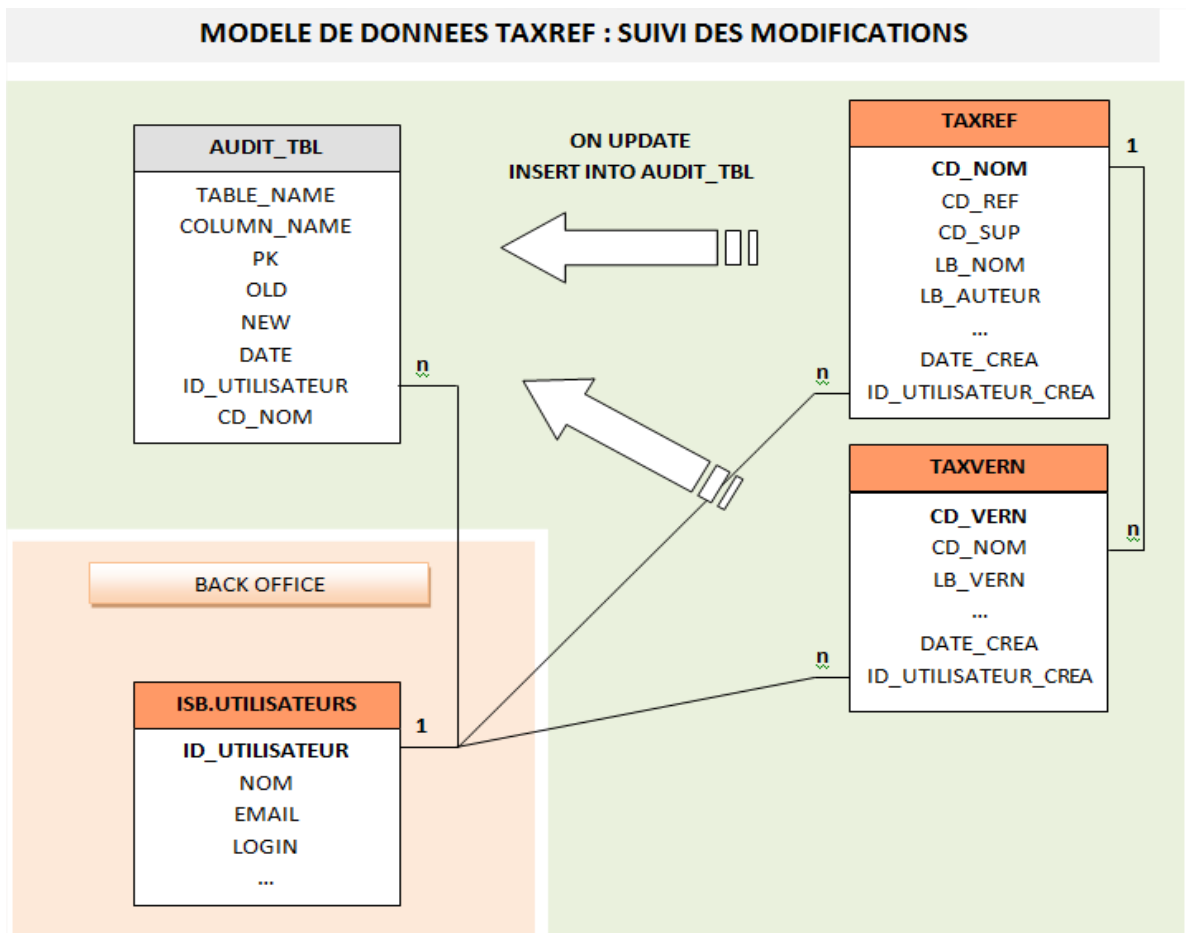 MODELE DE DONNEES TAXREF : SUIVI DES MODIFICATIONS
AUDIT_TBL
TABLE_NAME
COLUMN_NAME
PK
OLD
NEW
DATE
ID_UTILISATEUR
CD_NOM
n
ON UPDATE
INSERT INTO AUDIT_TBL
TAXREF
CD_NOM
CD_REF
CD_SUP
LB_NOM
LB_AUTEUR
...
DATE_CREA
ID_UTILISATEUR_CREA
1
n
TAXVERN
CD_VERN
CD_NOM
LB_VERN
...
DATE_CREA
ID_UTILISATEUR_CREA
n
n
BACK OFFICE
ISB.UTILISATEURS
ID_UTILISATEUR
NOM
EMAIL
LOGIN
...
1